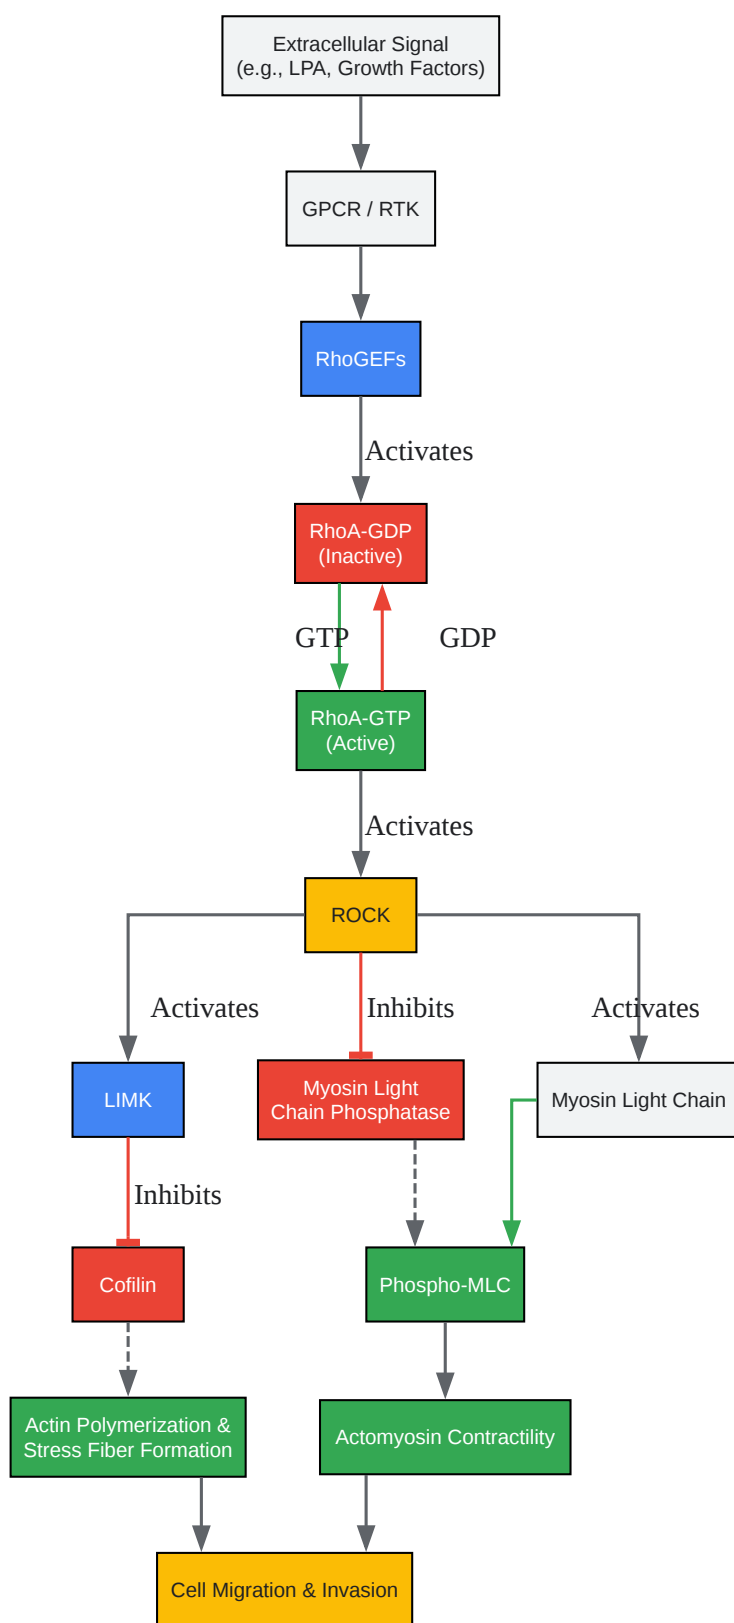 Extracellular Signal
(e.g., LPA, Growth Factors)
GPCR / RTK
RhoGEFs
Activates
RhoA-GDP
(Inactive)
GTP
GDP
RhoA-GTP
(Active)
Activates
ROCK
Activates
Inhibits
Activates
LIMK
Myosin Light
Chain Phosphatase
Myosin Light Chain
Inhibits
Cofilin
Phospho-MLC
Actin Polymerization &
Stress Fiber Formation
Actomyosin Contractility
Cell Migration & Invasion